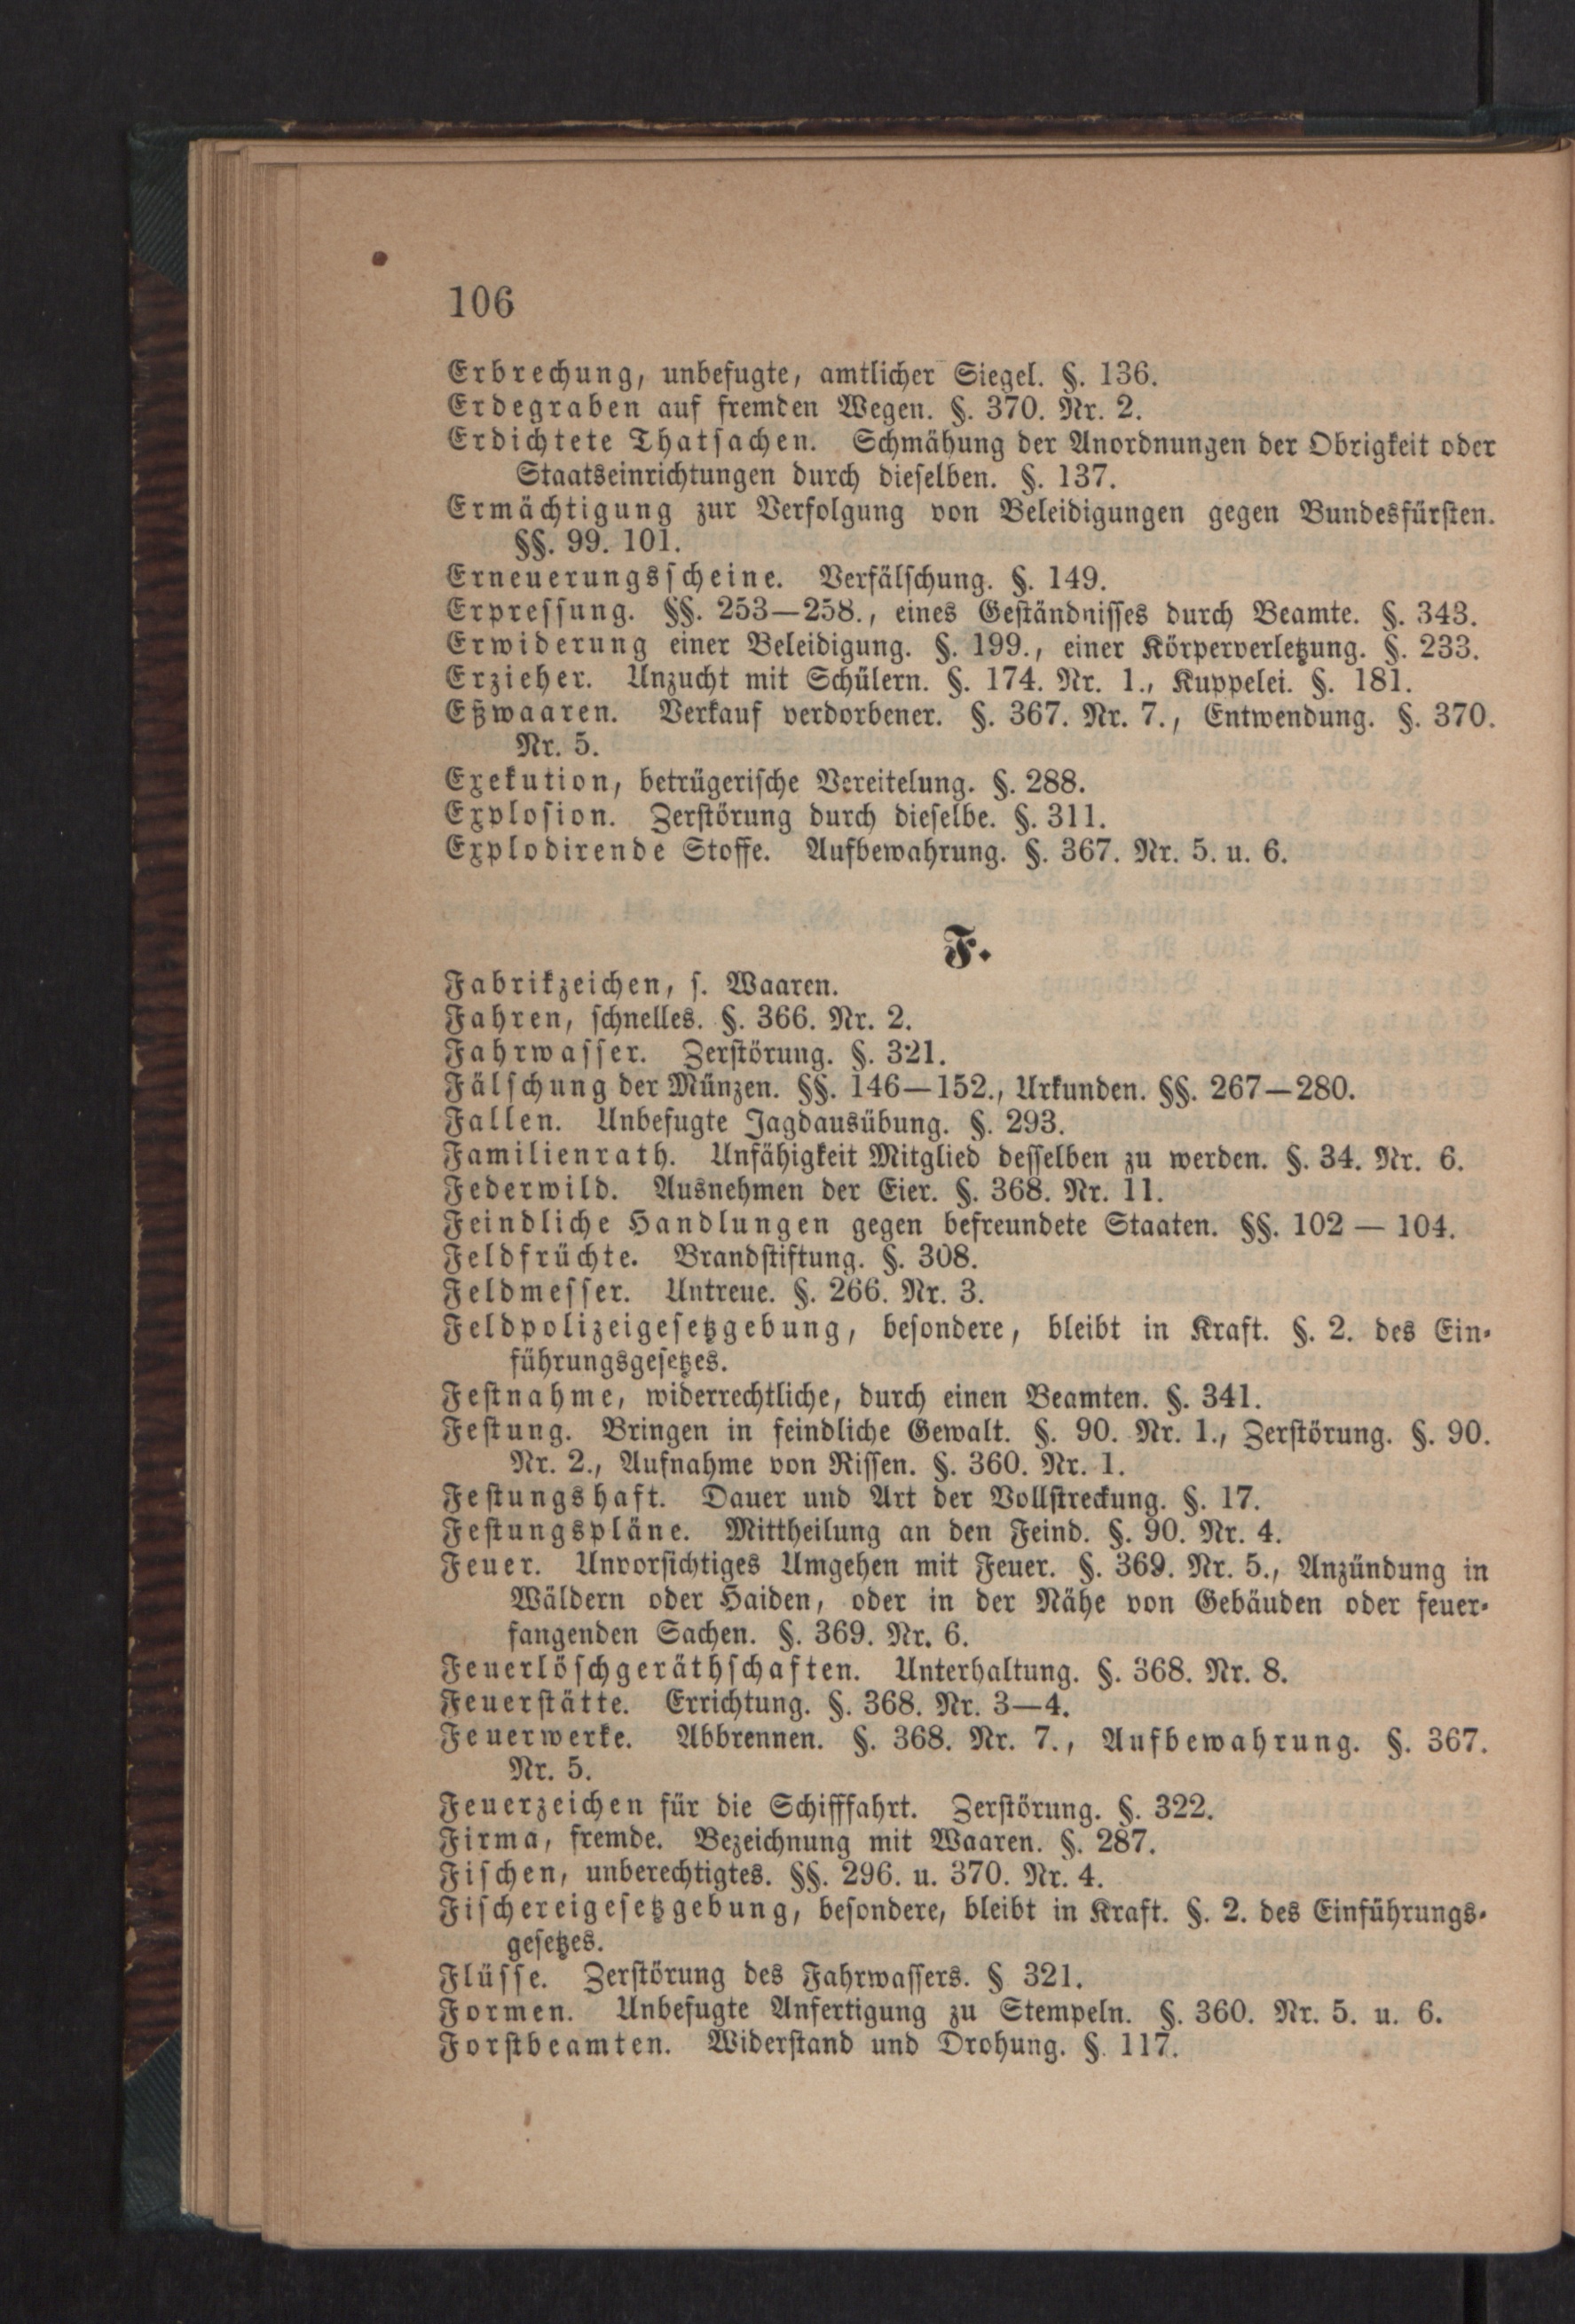 106
Erbrechung, unbefugte, amtlicher Siegel. §. 136.
Erdegraben auf fremden Wegen. §. 370. Nr. 2.
Erdichtete Thatsachen. Schmähung der Anordnungen der Obrigkeit oder
Staatseinrichtungen durch dieselben. §. 137.
Ermächtigung zur Verfolgung von Beleidigungen gegen Bundesfürsten.
§§. 99. 101.
Erneuerungsscheine. Verfälschung. §. 149.
Erpressung. §§. 253—258., eines Geständnisses durch Beamte. §. 343.
Erwiderung einer Beleidigung. §. 199., einer Körperverletzung. §. 233.
Erzieher. Unzucht mit Schülern. §. 174. Nr. 1., Kuppelei. §. 181.
Eßwaaren. Verkauf verdorbener. §. 367. Nr. 7., Entwendung. §. 370.
Nr. 5.
Exekution, betrügerische Vereitelung. §. 288.
Explosion. Zerstörung durch dieselbe. §. 311.
Explodirende Stoffe. Aufbewahrung. §. 367. Nr. 5. u. 6.
F.
Fabrikzeichen, s. Waaren.
Fahren, schnelles. §. 366. Nr. 2.
Fahrwasser. Zerstörung. §. 321.
Fälschung der Münzen. §§. 146—152., Urkunden. §§. 267—280.
Fallen. Unbefugte Jagdausübung. §. 293.
Familienrath. Unfähigkeit Mitglied desselben zu werden. §. 34. Nr. 6.
Federwild. Ausnehmen der Eier. §. 368. Nr. 11.
Feindliche Handlungen gegen befreundete Staaten. §§. 102 — 104.
Feldfrüchte. Brandstiftung. §. 308.
Feldmesser. Untreue. §. 266. Nr. 3.
Feldpolizeigesetzgebung, besondere, bleibt in Kraft. §. 2. des Ein-
führungsgesetzes.
Festnahme, widerrechtliche, durch einen Beamten. §. 341.
Festung. Bringen in feindliche Gewalt. §. 90. Nr. 1., Zerstörung. §. 90.
Nr. 2., Aufnahme von Rissen. §. 360. Nr. 1.
Festungshaft. Dauer und Art der Vollstreckung. §. 17.
Festungspläne. Mittheilung an den Feind. §. 90. Nr. 4.
Feuer. Unvorsichtiges Umgehen mit Feuer. §. 369. Nr. 5., Anzündung in
Wäldern oder Haiden, oder in der Nähe von Gebäuden oder feuer-
fangenden Sachen. §. 369. Nr. 6.
Feuerlöschgeräthschaften. Unterhaltung. §. 368. Nr. 8.
Feuerstätte. Errichtung. §. 368. Nr. 3—4.
Feuerwerke. Abbrennen. §. 368. Nr. 7., Aufbewahrung. §. 367.
Nr. 5.
Feuerzeichen für die Schifffahrt. Zerstörung. §. 322.
Firma, fremde. Bezeichnung mit Waaren. §. 287.
Fischen, unberechtigtes. §§. 296. u. 370. Nr. 4.
Fischereigesetzgebung, besondere, bleibt in Kraft. §. 2. des Einführungs-
gesetzes.
Flüsse. Zerstörung des Fahrwassers. § 321.
Formen. Unbefugte Anfertigung zu Stempeln. §. 360. Nr. 5. u. 6.
Forstbeamten. Widerstand und Drohung. §. 117.